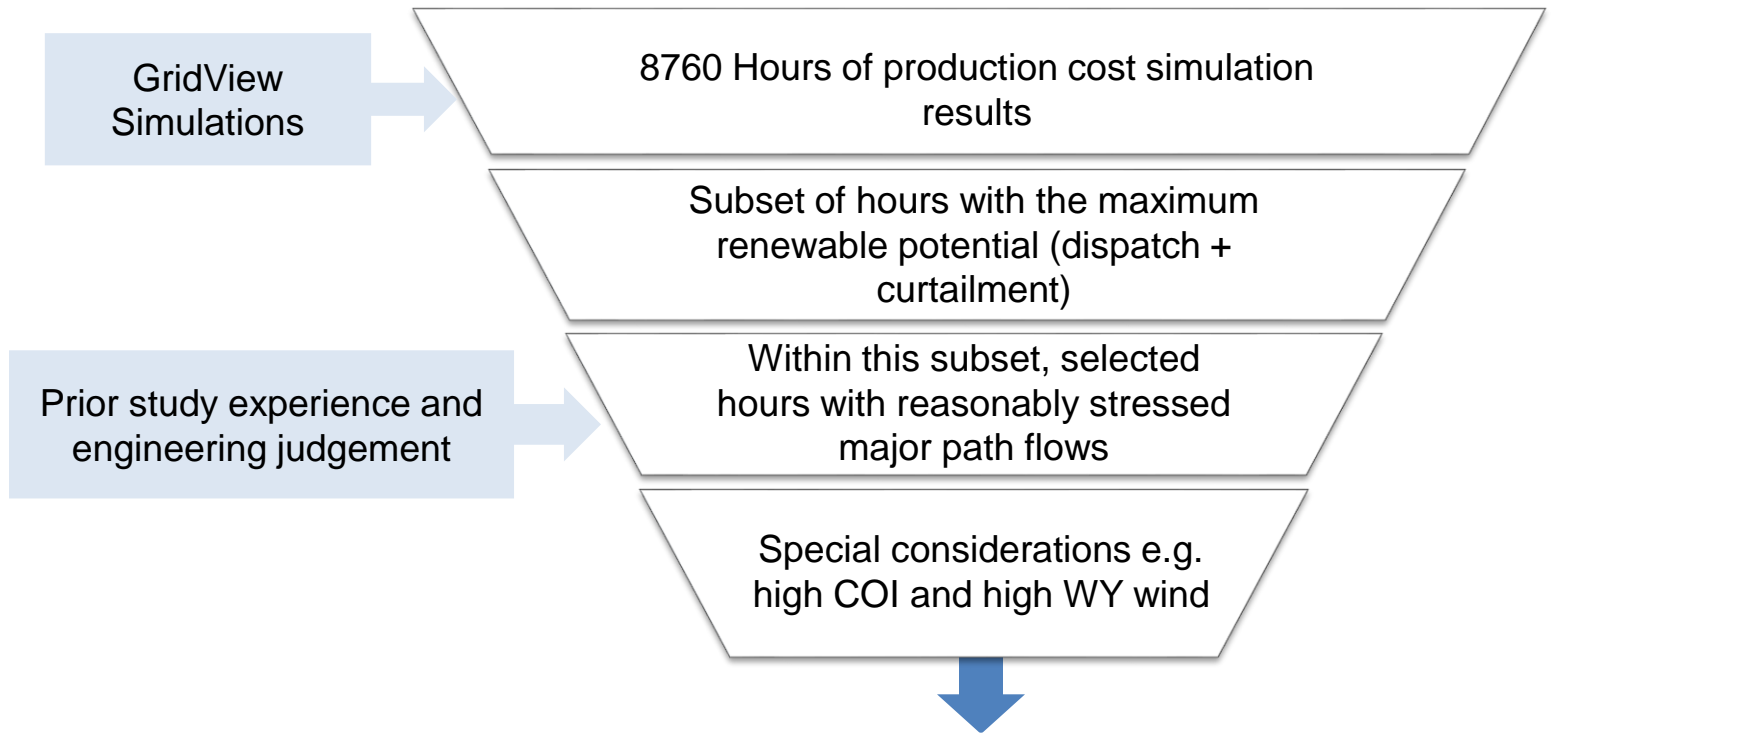 GridView
Simulations
8760 Hours of production cost simulation
results
Subset of hours with the maximum
renewable potential (dispatch +
curtailment)
Prior study experience and
engineering judgement
Within this subset, selected
hours with reasonably stressed
major path flows
Special considerations e.g.
high COI and high WY wind